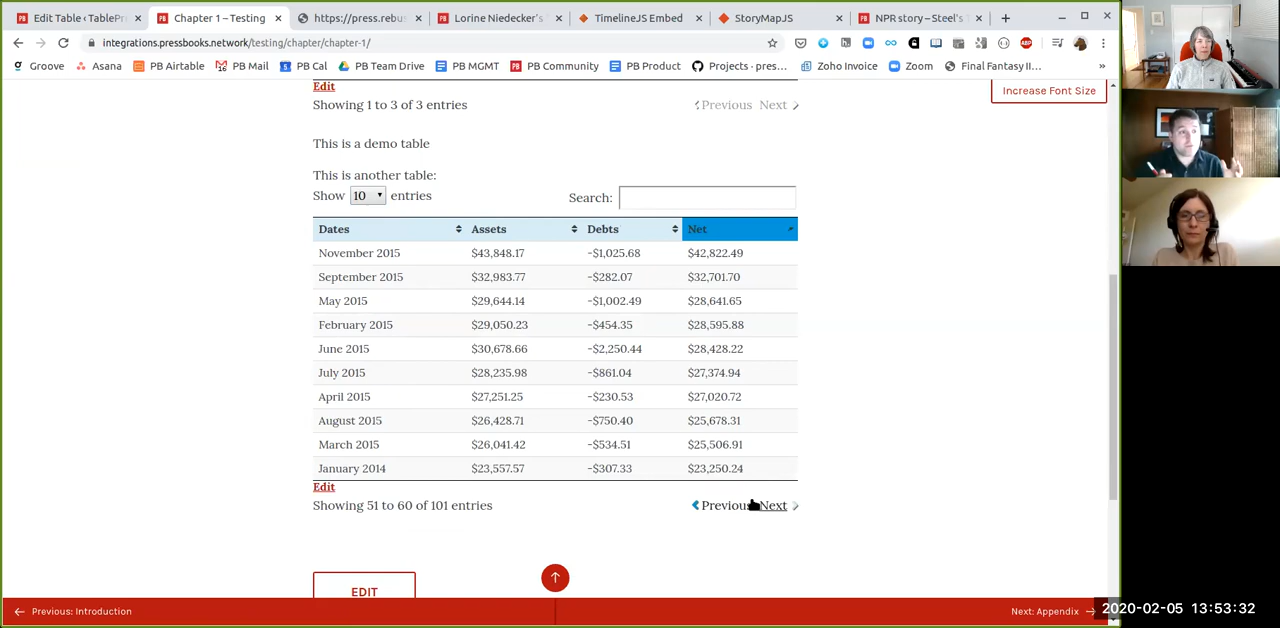 Edit Table ‹ TablePr
Chapter 1 – Testing
https://press.rebus
Lorine Niedecker's
TimelineJS Embed
StoryMapJS
NPR story – Steel's
integrations.pressbooks.network/testing/chapter/chapter-1/
Groove
Asana
PB Airtable
PB Mail
PB Cal
PB Team Drive
PB MGMT
PB Community
PB Product
Projects · pres…
Zoho Invoice
Zoom
Final Fantasy II…
Edit
Increase Font Size
Showing 1 to 3 of 3 entries
Previous Next
This is a demo table
This is another table:
Show 10 entries
Search:
Dates Assets Debts Net
November 2015 $43,848.17 -$1,025.68 $42,822.49
September 2015 $32,983.77 -$282.07 $32,701.70
May 2015 $29,644.14 -$1,002.49 $28,641.65
February 2015 $29,050.23 -$454.35 $28,595.88
June 2015 $30,678.66 -$2,250.44 $28,428.22
July 2015 $28,235.98 -$861.04 $27,374.94
April 2015 $27,251.25 -$230.53 $27,020.72
August 2015 $26,428.71 -$750.40 $25,678.31
March 2015 $26,041.42 -$534.51 $25,506.91
January 2014 $23,557.57 -$307.33 $23,250.24
Edit
Showing 51 to 60 of 101 entries
Previous Next
EDIT
Previous: Introduction
Next: Appendix
2020-02-05 13:53:32